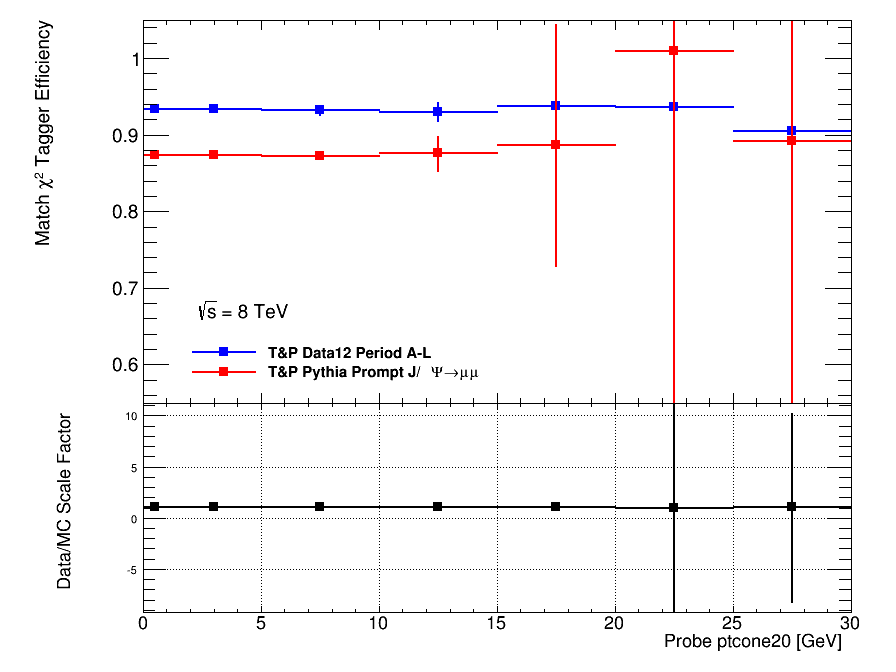 Match χ² Tagger Efficiency
1
0.9
0.8
0.7
0.6
√s = 8 TeV
T&P Data12 Period A-L
T&P Pythia Prompt J/ Ψ→μμ
Data/MC Scale Factor
10
5
0
-5
0 5 10 15 20 25 30
Probe ptcone20 [GeV]